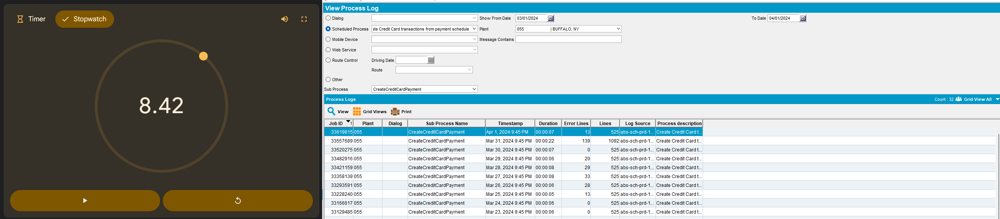 Timer Stopwatch
8.42
View Process Log
Dialog Show From Date 03/01/2024 16 To Date 04/01/2024 16
Scheduled Process ate Credit Card transactions from payment schedule Plant 055 | BUFFALO, NY
Mobile Device Message Contains
Web Service
Route Control Driving Date 16
Route
Other
Sub Process CreateCreditCardPayment
Process Logs Count : 32 Grid View All
View Grid Views Print
Job ID 1 Plant Dialog Sub Process Name Timestamp Duration Error Lines Lines Log Source Process description
33619815 055 CreateCreditCardPayment Apr 1, 2024 9:45 PM 00:00:07 13 525 abs-sch-prd-1... Create Credit Card t...
33557689 055 CreateCreditCardPayment Mar 31, 2024 9:45 PM 00:00:22 139 1092 abs-sch-prd-1... Create Credit Card t...
33520275 055 CreateCreditCardPayment Mar 30, 2024 9:45 PM 00:00:07 0 525 abs-sch-prd-1... Create Credit Card t...
33482916 055 CreateCreditCardPayment Mar 29, 2024 9:45 PM 00:00:06 20 525 abs-sch-prd-1... Create Credit Card t...
33421159 055 CreateCreditCardPayment Mar 28, 2024 9:45 PM 00:00:08 29 525 abs-sch-prd-1... Create Credit Card t...
33358139 055 CreateCreditCardPayment Mar 27, 2024 9:45 PM 00:00:08 33 525 abs-sch-prd-1... Create Credit Card t...
33293591 055 CreateCreditCardPayment Mar 26, 2024 9:45 PM 00:00:06 28 525 abs-sch-prd-1... Create Credit Card t...
33228240 055 CreateCreditCardPayment Mar 25, 2024 9:45 PM 00:00:05 13 525 abs-sch-prd-1... Create Credit Card t...
33166617 055 CreateCreditCardPayment Mar 24, 2024 9:45 PM 00:00:06 0 525 abs-sch-prd-1... Create Credit Card t...
33129485 055 CreateCreditCardPayment Mar 23, 2024 9:45 PM 00:00:06 0 525 abs-sch-prd-1... Create Credit Card t...